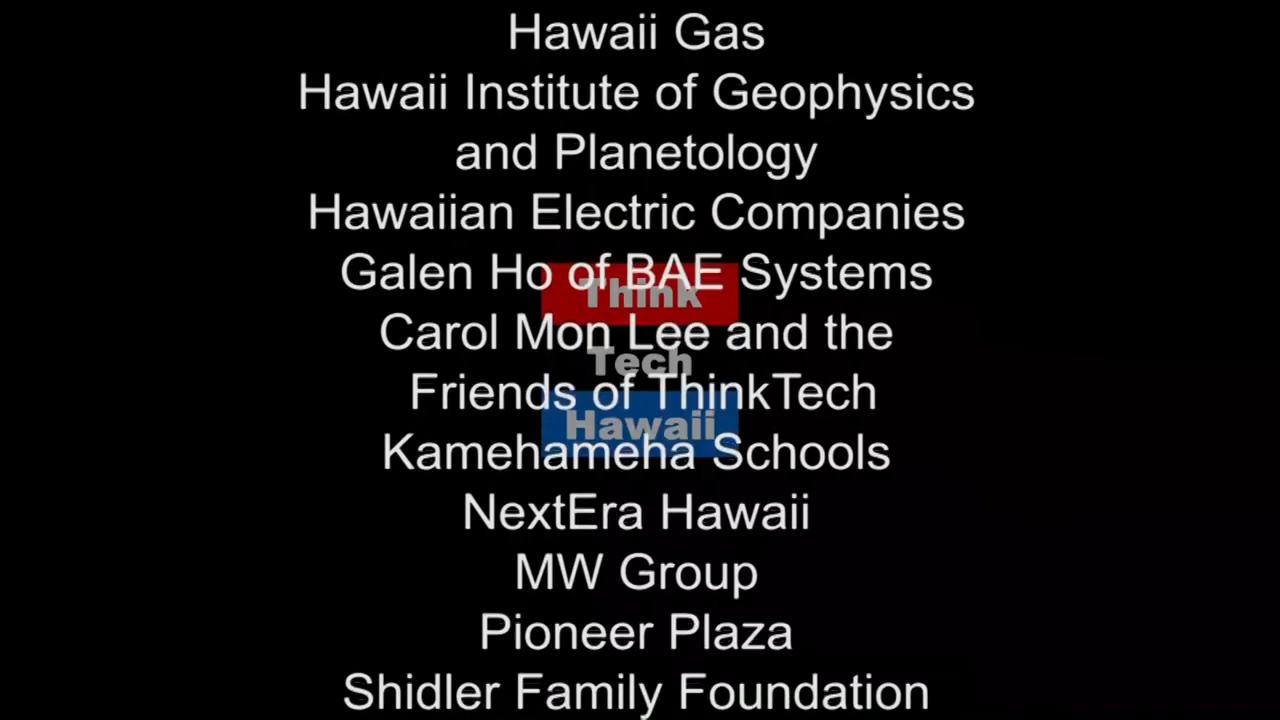 Hawaii Gas
Hawaii Institute of Geophysics
and Planetology
Hawaiian Electric Companies
Galen Ho of BAE Systems
Think
Carol Mon Lee and the
Tech
Friends of ThinkTech
Hawaii
Kamehameha Schools
NextEra Hawaii
MW Group
Pioneer Plaza
Shidler Family Foundation